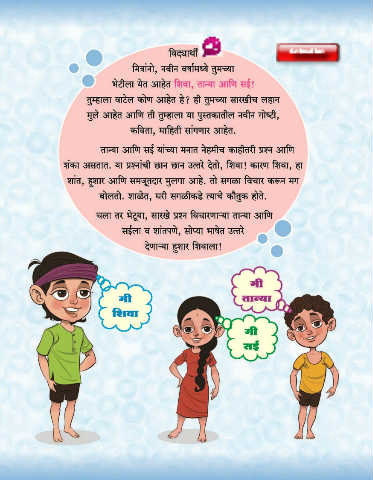 विद्यार्थी
मित्रांनो, नवीन वर्षामध्ये तुमच्या
भेटीला येत आहेत शिवा, तान्या आणि सई!
तुम्हाला वाटेल कोण आहेत हे? ही तुमच्या सारखीच लहान
मुले आहेत आणि ती तुम्हाला या पुस्तकातील नवीन गोष्टी,
कविता, माहिती सांगणार आहेत.
तान्या आणि सई यांच्या मनात नेहमीच काहीतरी प्रश्न आणि
शंका असतात. या प्रश्नांची छान छान उत्तरे देतो, शिवा! कारण शिवा, हा
शांत, हुशार आणि समजूतदार मुलगा आहे. तो सगळा विचार करून मग
बोलतो. शाळेत, घरी सगळीकडे त्याचे कौतुक होते.
चला तर भेटूया, सारखे प्रश्न विचारणाऱ्या तान्या आणि
सईला व शांतपणे, सोप्या भाषेत उत्तरे
देणाऱ्या हुशार शिवाला!
मी
शिवा
मी
तान्या
मी
सई